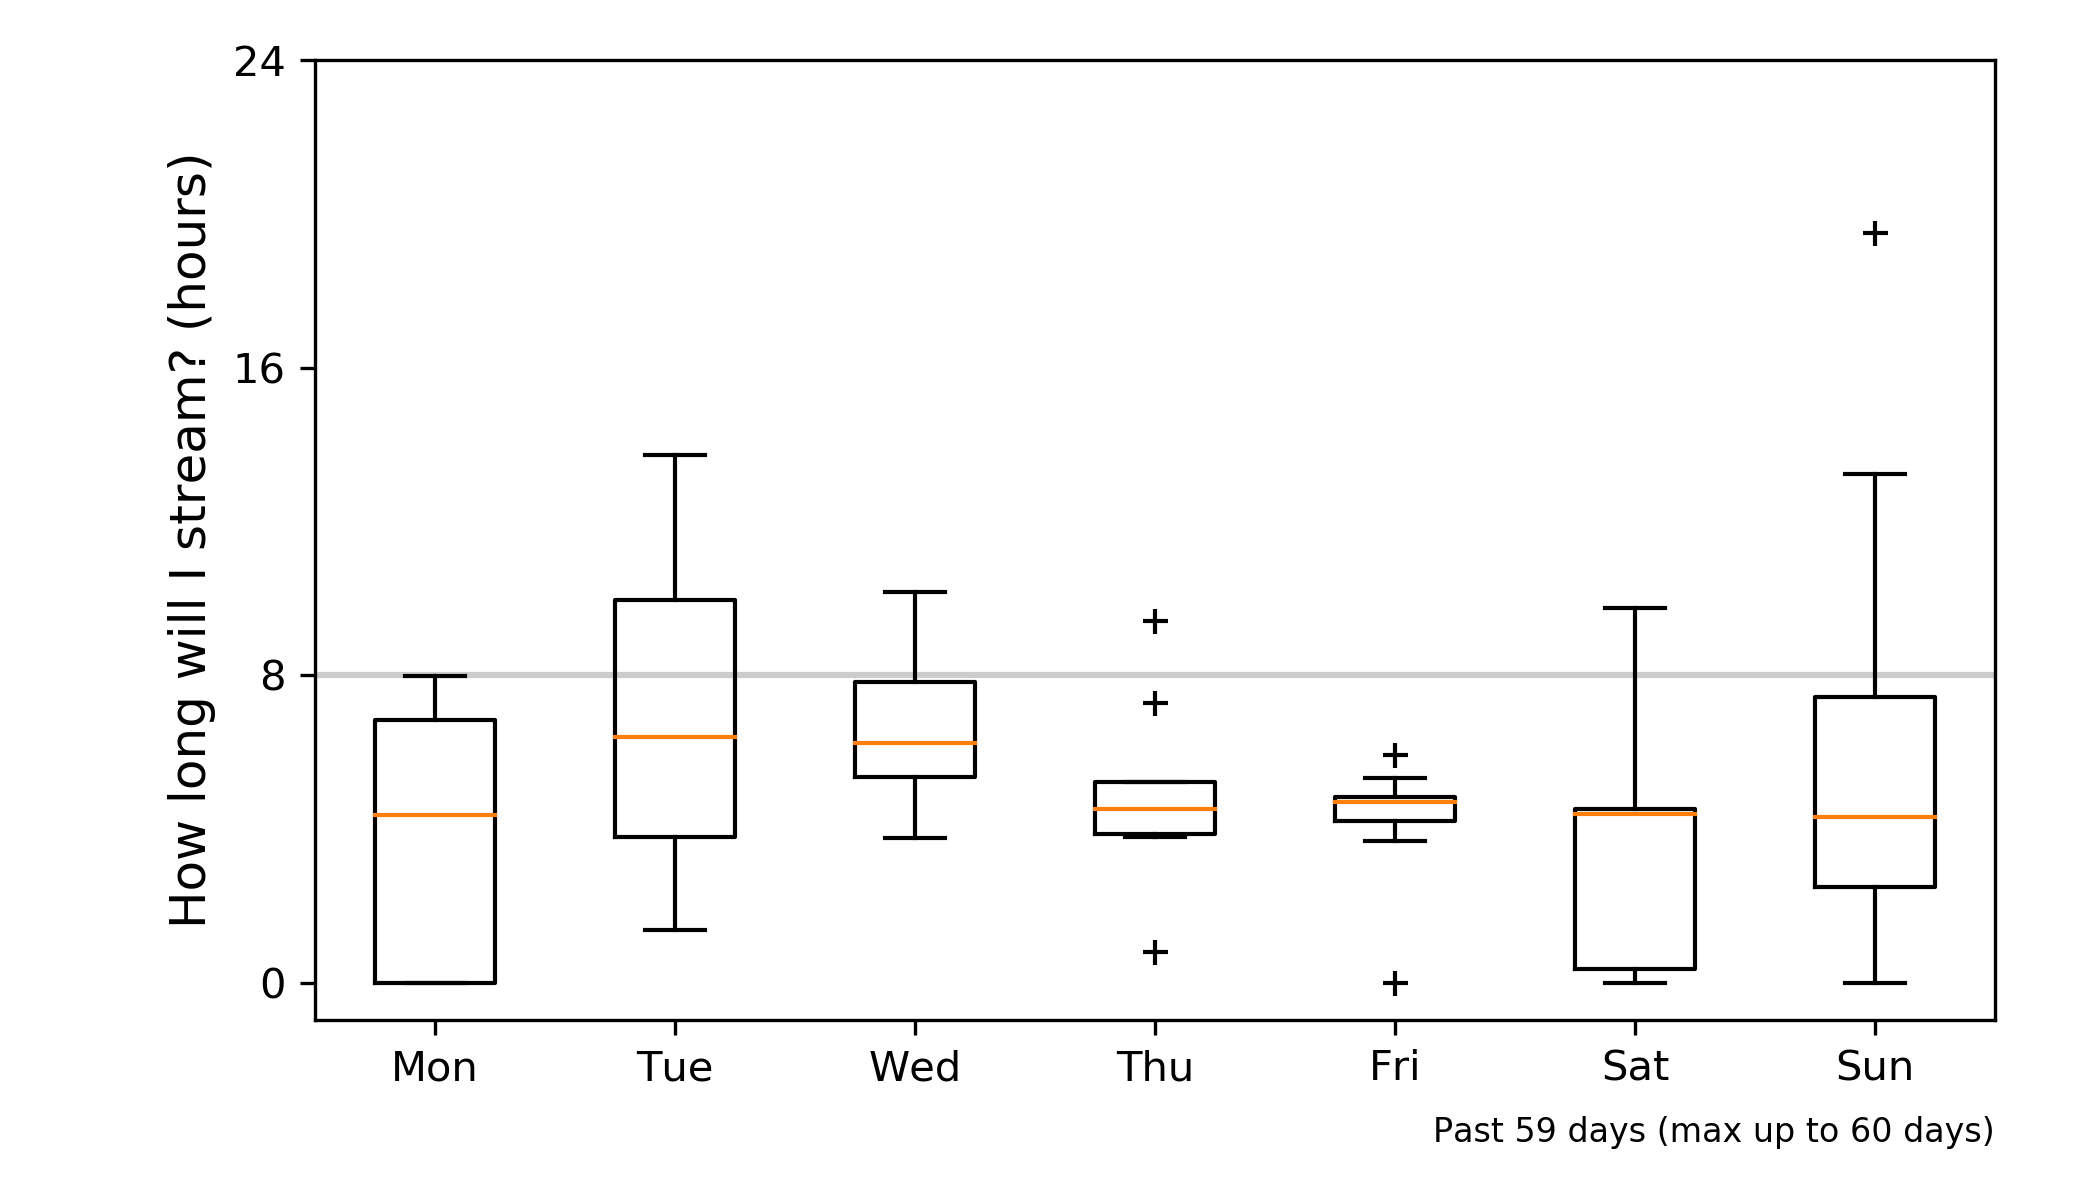 How long will I stream? (hours)
24
16
8
0
Mon Tue Wed Thu Fri Sat Sun
Past 59 days (max up to 60 days)